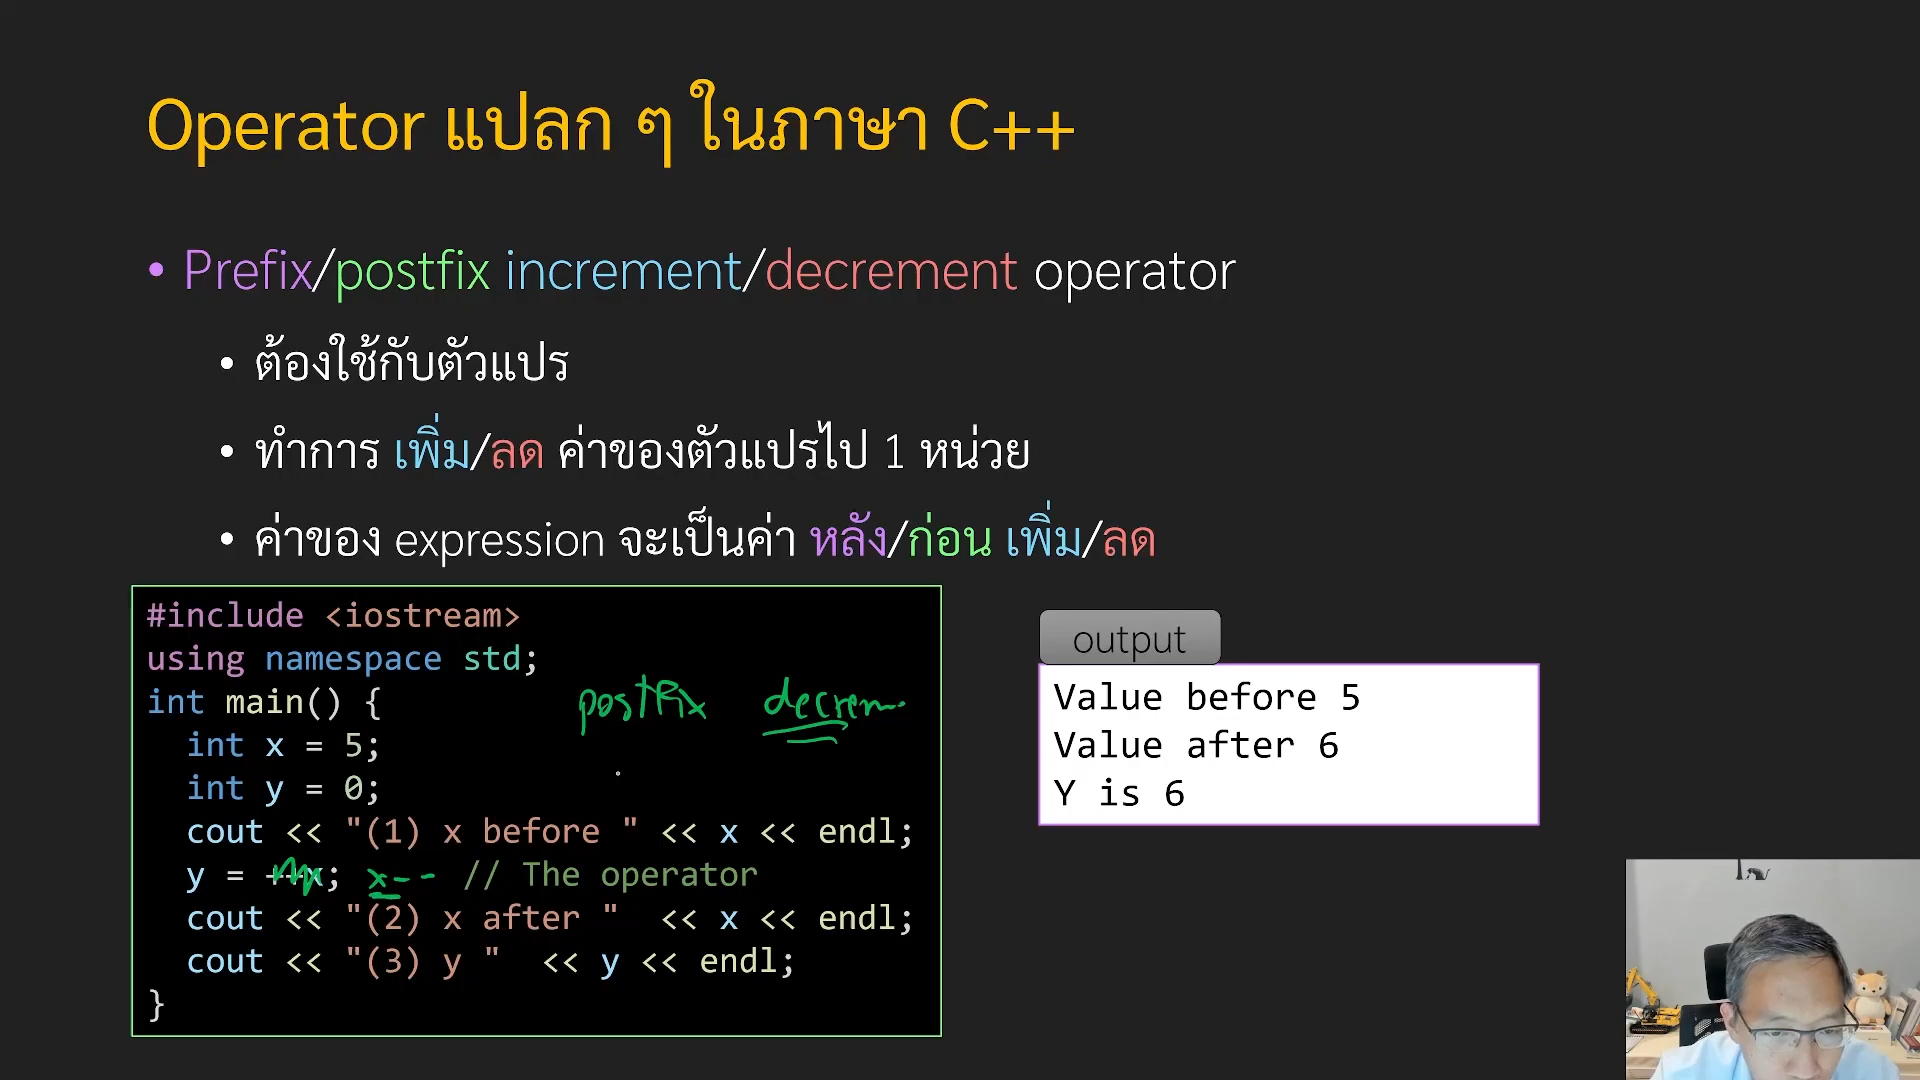 Operator แปลก ๆ ในภาษา C++
• Prefix/postfix increment/decrement operator
• ต้องใช้กับตัวแปร
• ทำการ เพิ่ม/ลด ค่าของตัวแปรไป 1 หน่วย
• ค่าของ expression จะเป็นค่า หลัง/ก่อน เพิ่ม/ลด
#include <iostream>
using namespace std;
int main() {
postfix decrem.
int x = 5;
int y = 0;
cout << "(1) x before " << x << endl;
y = ++x; x-- // The operator
cout << "(2) x after " << x << endl;
cout << "(3) y " << y << endl;
}
output
Value before 5
Value after 6
Y is 6